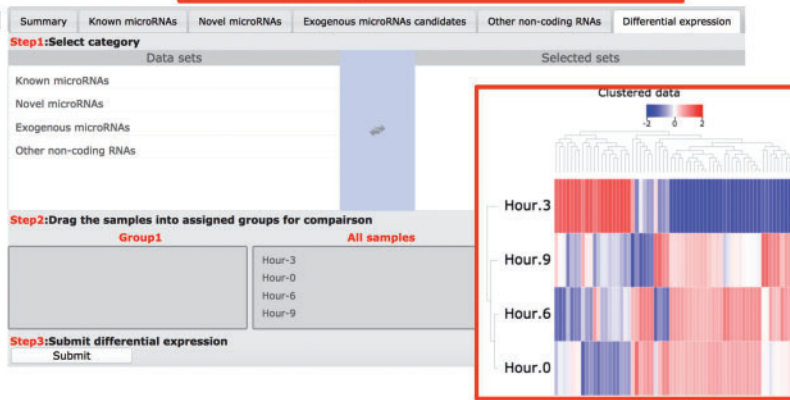 Summary Known microRNAs Novel microRNAs Exogenous microRNAs candidates Other non-coding RNAs Differential expression
Step1:Select category
Data sets Selected sets
Known microRNAs
Novel microRNAs
Exogenous microRNAs
Other non-coding RNAs
Step2:Drag the samples into assigned groups for compairson
Group1 All samples
Hour-3
Hour-0
Hour-6
Hour-9
Step3:Submit differential expression
Submit
Clustered data
-2 0 2
Hour.3
Hour.9
Hour.6
Hour.0